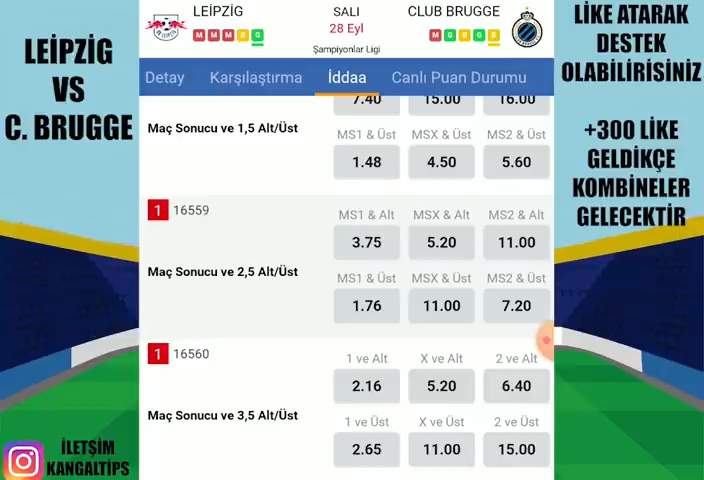 LEİPZİG
VS
C. BRUGGE
LEİPZİG
M M M B G
SALI
28 Eyl
Şampiyonlar Ligi
CLUB BRUGGE
M G G G B
Detay Karşılaştırma İddaa Canlı Puan Durumu
7.40 15.00 16.00
Maç Sonucu ve 1,5 Alt/Üst
MS1 & Üst MSX & Üst MS2 & Üst
1.48 4.50 5.60
1 16559
MS1 & Alt MSX & Alt MS2 & Alt
3.75 5.20 11.00
Maç Sonucu ve 2,5 Alt/Üst
MS1 & Üst MSX & Üst MS2 & Üst
1.76 11.00 7.20
1 16560
1 ve Alt X ve Alt 2 ve Alt
2.16 5.20 6.40
Maç Sonucu ve 3,5 Alt/Üst
1 ve Üst X ve Üst 2 ve Üst
2.65 11.00 15.00
LİKE ATARAK
DESTEK
OLABİLİRİSİNİZ
+300 LİKE
GELDİKÇE
KOMBİNELER
GELECEKTİR
İLETŞİM
KANGALTİPS